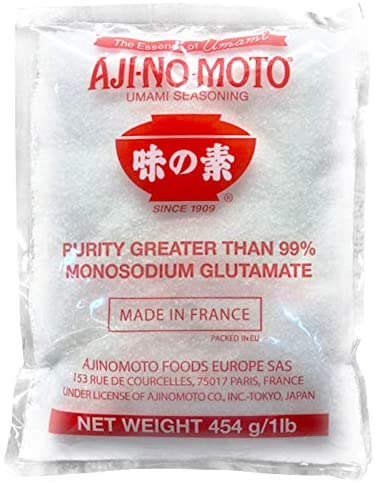 The Essence of Umami
AJI-NO-MOTO®
UMAMI SEASONING
味の素
®
SINCE 1909
PURITY GREATER THAN 99%
MONOSODIUM GLUTAMATE
MADE IN FRANCE
PACKED IN EU
AJINOMOTO FOODS EUROPE SAS
153 RUE DE COURCELLES, 75017 PARIS, FRANCE
UNDER LICENSE OF AJINOMOTO CO., INC.-TOKYO, JAPAN
NET WEIGHT 454 g/1lb